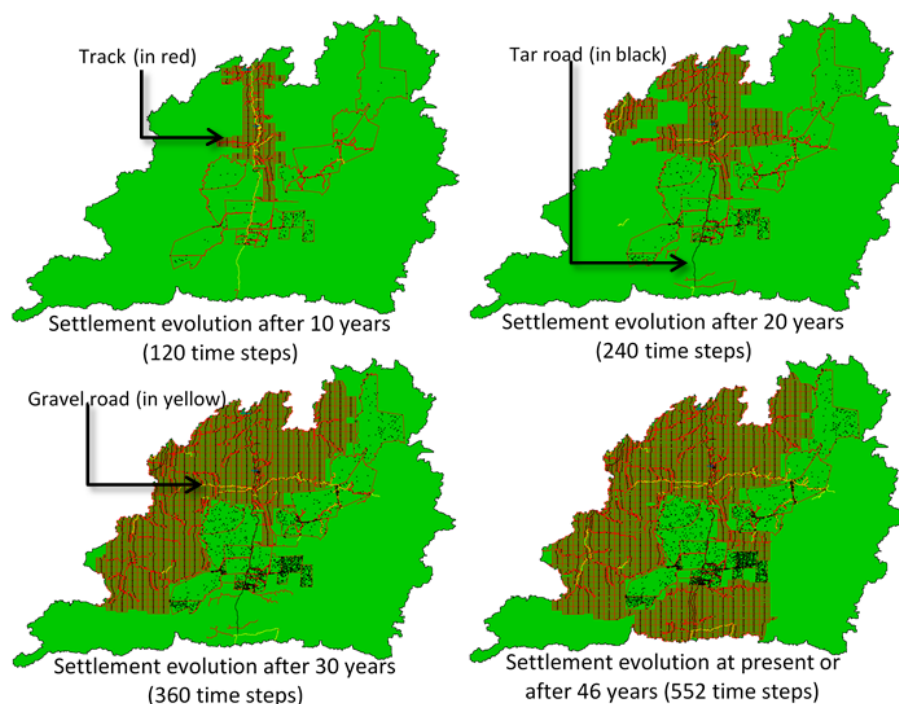 Track (in red)
Tar road (in black)
Settlement evolution after 10 years
(120 time steps)
Settlement evolution after 20 years
(240 time steps)
Gravel road (in yellow)
Settlement evolution after 30 years
(360 time steps)
Settlement evolution at present or
after 46 years (552 time steps)